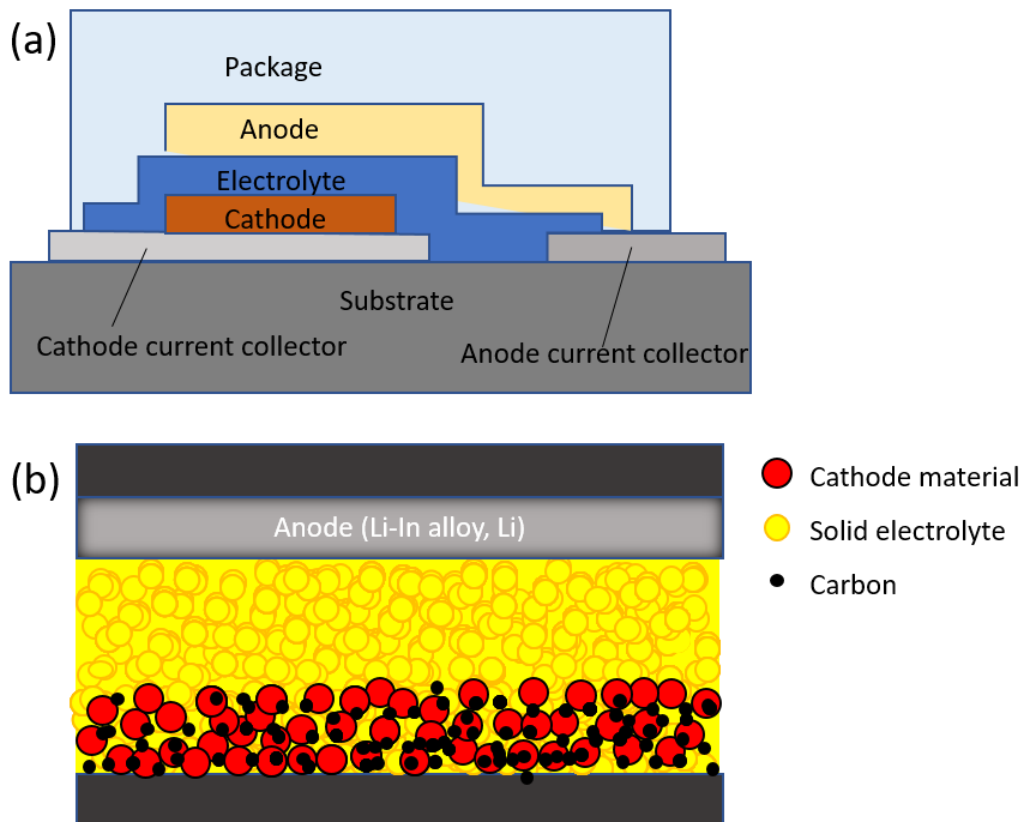 (a)
Package
Anode
Electrolyte
Cathode
Substrate
Cathode current collector
Anode current collector
(b)
Anode (Li-In alloy, Li)
Cathode material
Solid electrolyte
Carbon